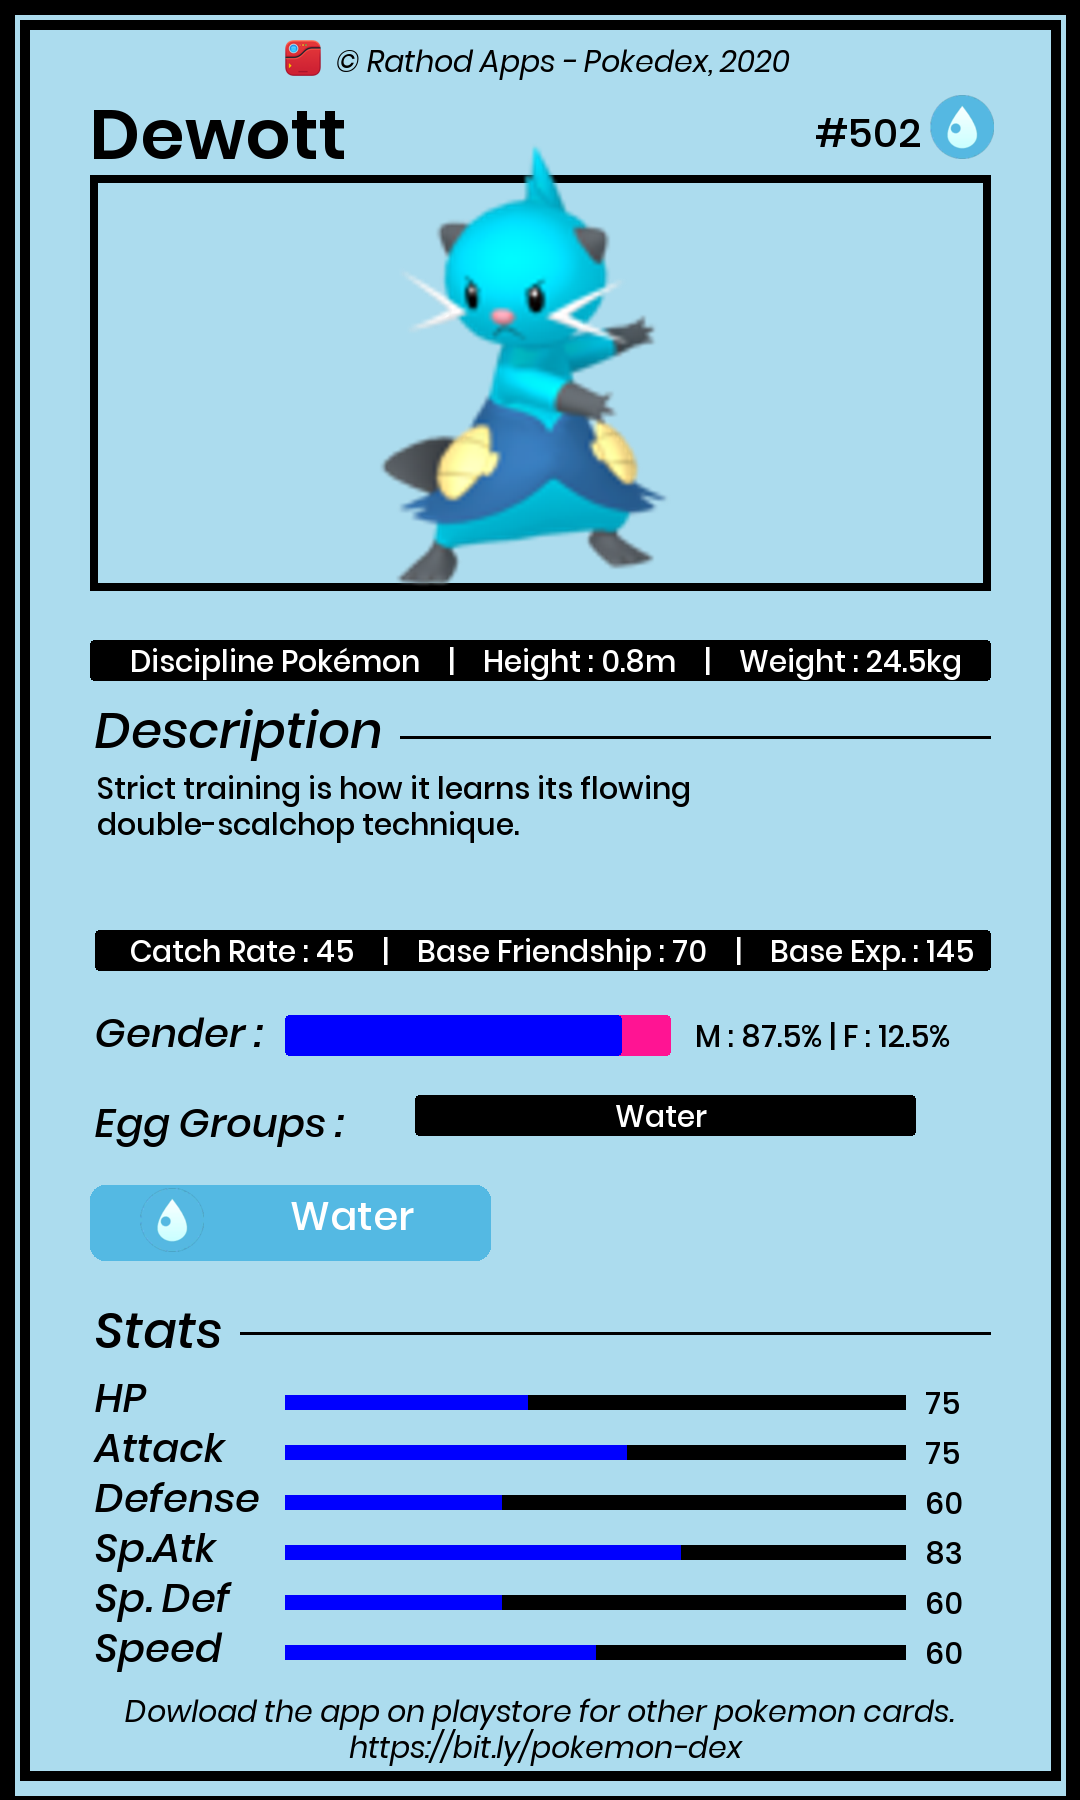 © Rathod Apps - Pokedex, 2020
Dewott
#502
Discipline Pokémon | Height : 0.8m | Weight : 24.5kg
Description
Strict training is how it learns its flowing
double-scalchop technique.
Catch Rate : 45 | Base Friendship : 70 | Base Exp. : 145
Gender : M : 87.5% | F : 12.5%
Egg Groups : Water
Water
Stats
HP 75
Attack 75
Defense 60
Sp.Atk 83
Sp. Def 60
Speed 60
Dowload the app on playstore for other pokemon cards.
https://bit.ly/pokemon-dex